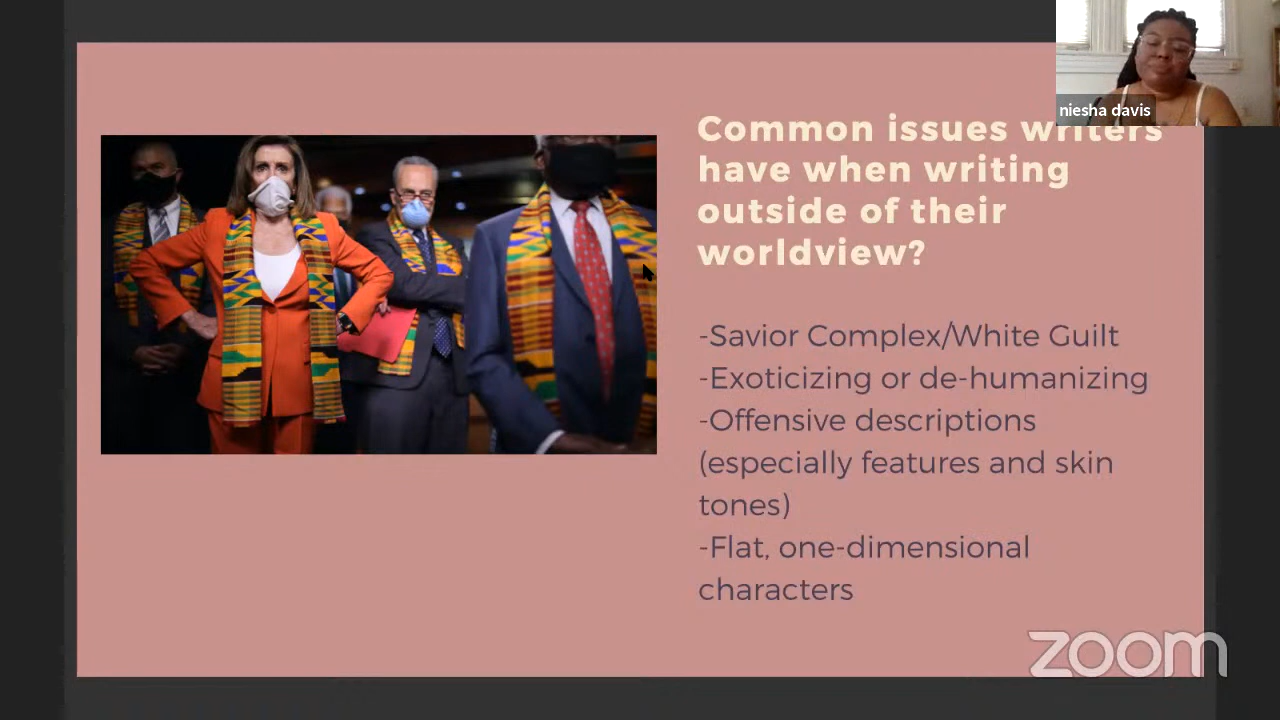 niesha davis
Common issues writers
have when writing
outside of their
worldview?
-Savior Complex/White Guilt
-Exoticizing or de-humanizing
-Offensive descriptions
(especially features and skin
tones)
-Flat, one-dimensional
characters
zoom